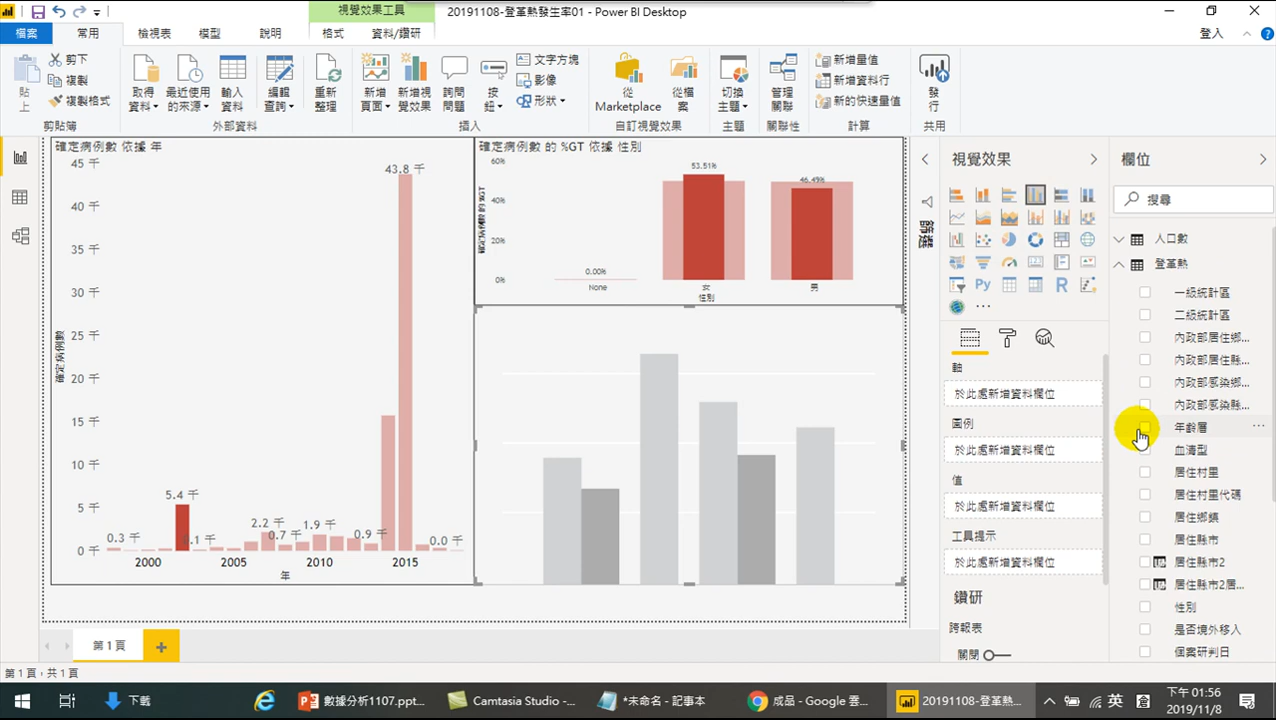 視覺效果工具
20191108-登革熱發生率01 - Power BI Desktop
檔案
常用
檢視表
模型
說明
格式
資料/鑽研
登入
貼上
剪下
複製
複製格式
剪貼簿
取得資料
最近使用的來源
輸入資料
編輯查詢
重新整理
外部資料
新增頁面
新增視覺效果
詢問問題
按鈕
文字方塊
影像
形狀
插入
從 Marketplace
從檔案
自訂視覺效果
切換主題
主題
管理關聯
關聯性
新增量值
新增資料行
新的快速量值
計算
發行
共用
確定病例數 依據 年
45 千
40 千
35 千
30 千
25 千
20 千
15 千
10 千
5 千
0 千
確定病例數
0.3 千
5.4 千
0.1 千
2.2 千
0.7 千
1.9 千
0.9 千
43.8 千
0.0 千
2000
2005
2010
2015
年
確定病例數 的 %GT 依據 性別
60%
40%
20%
0%
確定病例數 的 %GT
0.00%
53.51%
46.49%
None
女
男
性別
篩選
視覺效果
Py
R
軸
於此處新增資料欄位
圖例
於此處新增資料欄位
值
於此處新增資料欄位
工具提示
於此處新增資料欄位
鑽研
跨報表
關閉
欄位
搜尋
人口數
登革熱
一級統計區
二級統計區
內政部居住鄉...
內政部居住縣...
內政部感染鄉...
內政部感染縣...
年齡層
血清型
居住村里
居住村里代碼
居住鄉鎮
居住縣市
居住縣市2
居住縣市2居...
性別
是否境外移入
個案研判日
第 1 頁
第 1 頁，共 1 頁
下載
數據分析1107.ppt...
Camtasia Studio -...
*未命名 - 記事本
成品 - Google 雲...
20191108-登革熱...
英
下午 01:56
2019/11/8